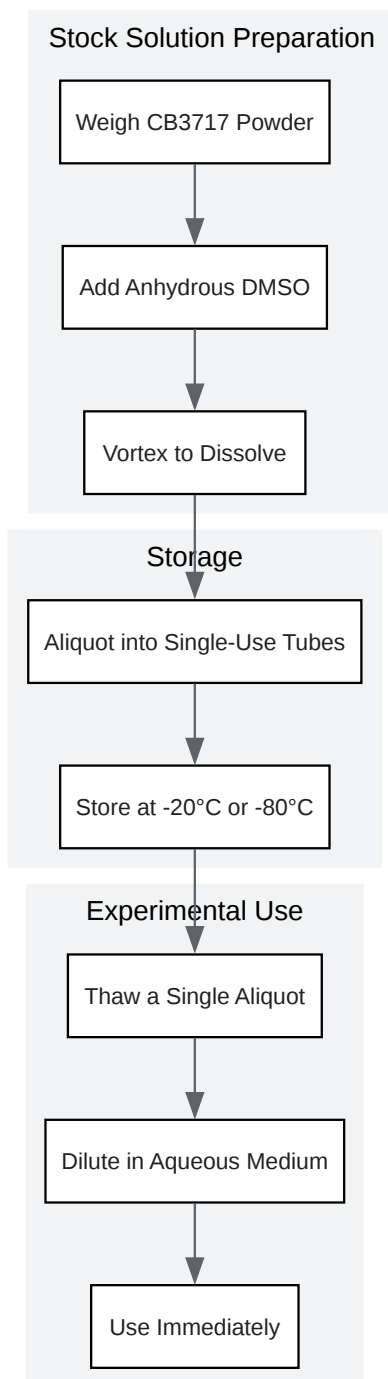 Stock Solution Preparation
Weigh CB3717 Powder
Add Anhydrous DMSO
Vortex to Dissolve
Storage
Aliquot into Single-Use Tubes
Store at -20°C or -80°C
Experimental Use
Thaw a Single Aliquot
Dilute in Aqueous Medium
Use Immediately